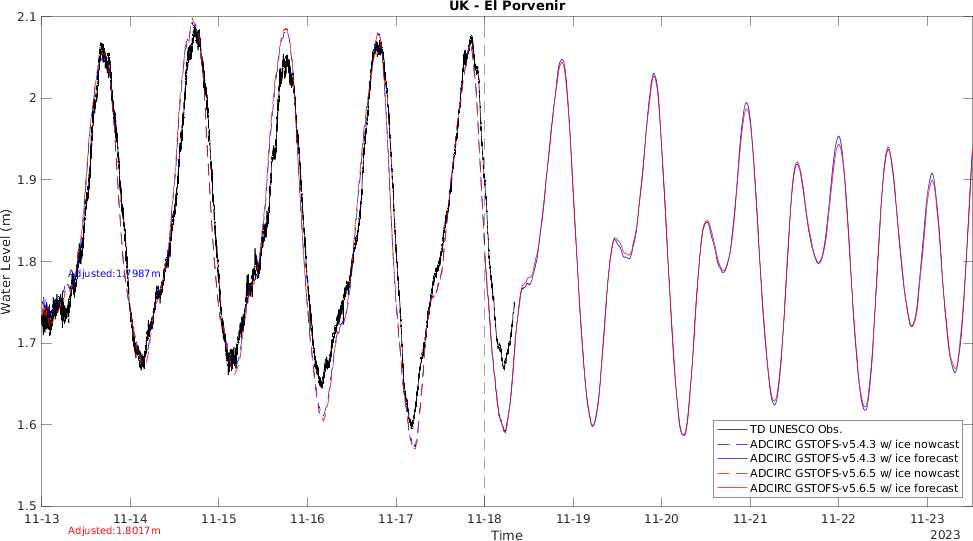 UK - El Porvenir
2.1
2
1.9
1.8
1.7
1.6
1.5
Water Level (m)
Adjusted:1.7987m
Adjusted:1.8017m
TD UNESCO Obs.
ADCIRC GSTOFS-v5.4.3 w/ ice nowcast
ADCIRC GSTOFS-v5.4.3 w/ ice forecast
ADCIRC GSTOFS-v5.6.5 w/ ice nowcast
ADCIRC GSTOFS-v5.6.5 w/ ice forecast
11-13 11-14 11-15 11-16 11-17 11-18 11-19 11-20 11-21 11-22 11-23
Time
2023